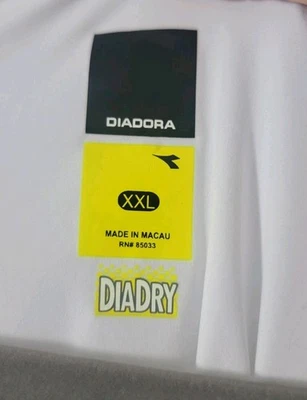 DIADORA
XXL
MADE IN MACAU
RN# 85033
DIADRY